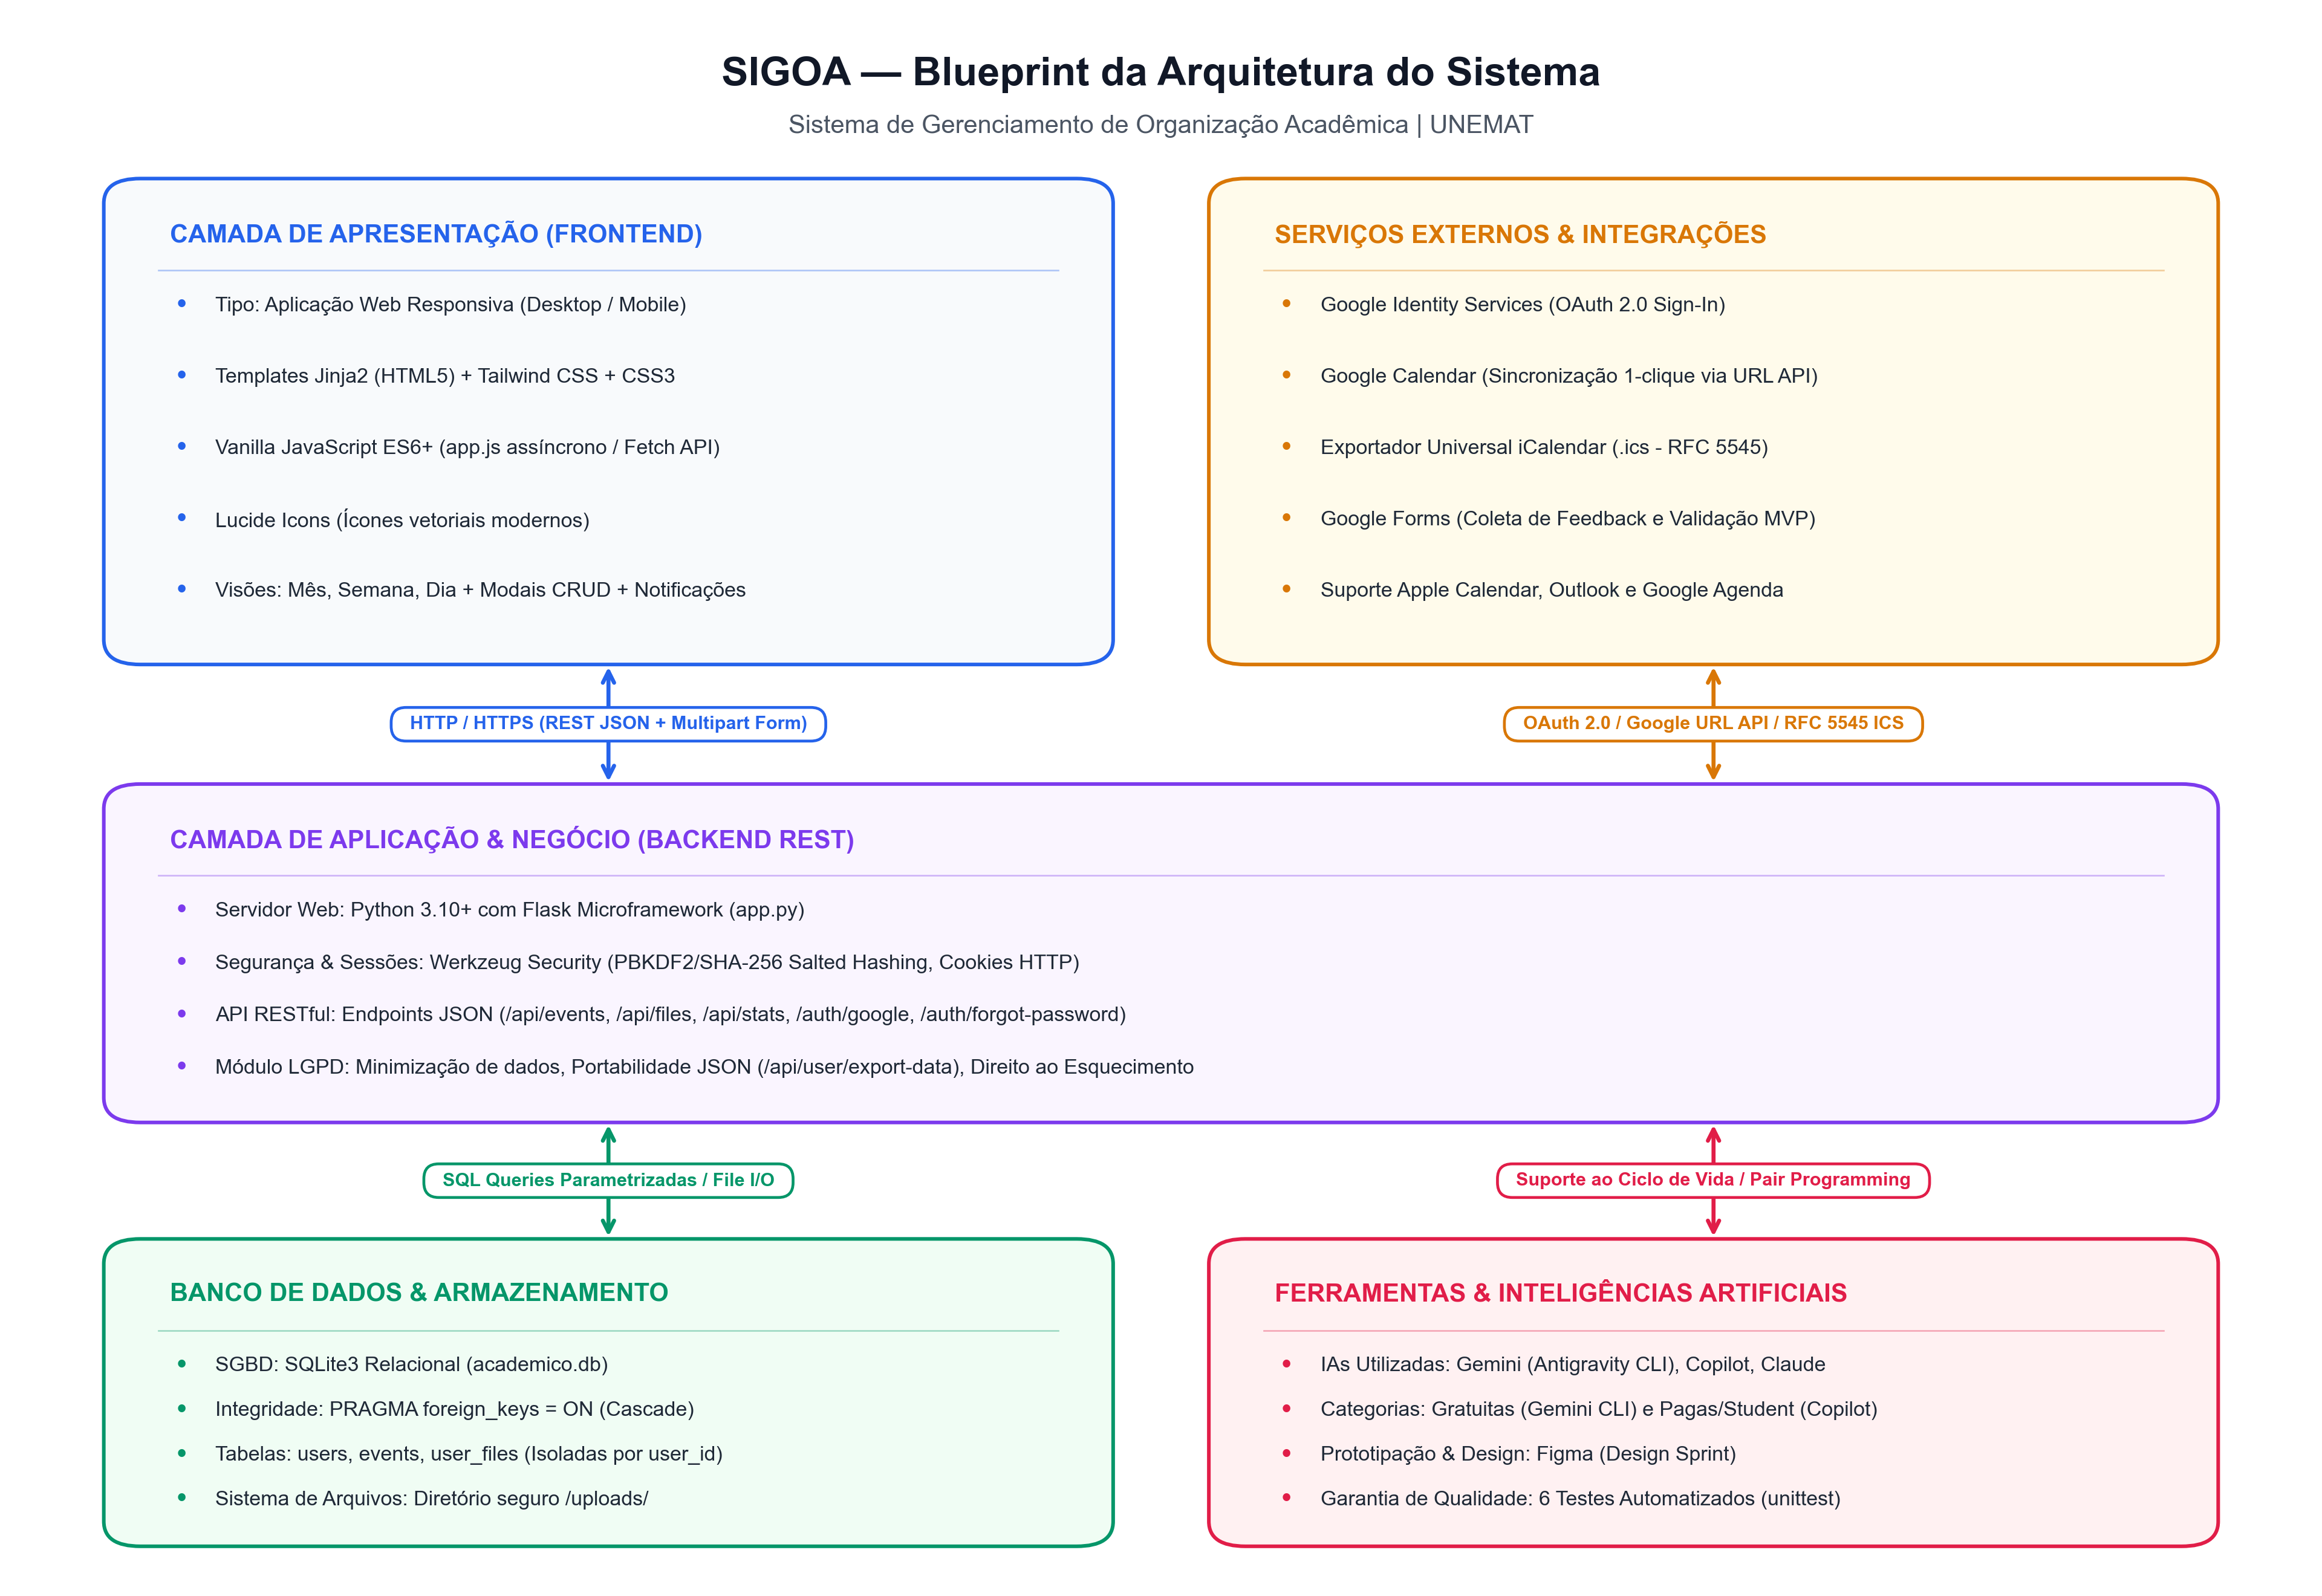 SIGOA — Blueprint da Arquitetura do Sistema
Sistema de Gerenciamento de Organização Acadêmica | UNEMAT
CAMADA DE APRESENTAÇÃO (FRONTEND)
• Tipo: Aplicação Web Responsiva (Desktop / Mobile)
• Templates Jinja2 (HTML5) + Tailwind CSS + CSS3
• Vanilla JavaScript ES6+ (app.js assíncrono / Fetch API)
• Lucide Icons (Ícones vetoriais modernos)
• Visões: Mês, Semana, Dia + Modais CRUD + Notificações
SERVIÇOS EXTERNOS & INTEGRAÇÕES
• Google Identity Services (OAuth 2.0 Sign-In)
• Google Calendar (Sincronização 1-clique via URL API)
• Exportador Universal iCalendar (.ics - RFC 5545)
• Google Forms (Coleta de Feedback e Validação MVP)
• Suporte Apple Calendar, Outlook e Google Agenda
HTTP / HTTPS (REST JSON + Multipart Form)
OAuth 2.0 / Google URL API / RFC 5545 ICS
CAMADA DE APLICAÇÃO & NEGÓCIO (BACKEND REST)
• Servidor Web: Python 3.10+ com Flask Microframework (app.py)
• Segurança & Sessões: Werkzeug Security (PBKDF2/SHA-256 Salted Hashing, Cookies HTTP)
• API RESTful: Endpoints JSON (/api/events, /api/files, /api/stats, /auth/google, /auth/forgot-password)
• Módulo LGPD: Minimização de dados, Portabilidade JSON (/api/user/export-data), Direito ao Esquecimento
SQL Queries Parametrizadas / File I/O
Suporte ao Ciclo de Vida / Pair Programming
BANCO DE DADOS & ARMAZENAMENTO
• SGBD: SQLite3 Relacional (academico.db)
• Integridade: PRAGMA foreign_keys = ON (Cascade)
• Tabelas: users, events, user_files (Isoladas por user_id)
• Sistema de Arquivos: Diretório seguro /uploads/
FERRAMENTAS & INTELIGÊNCIAS ARTIFICIAIS
• IAs Utilizadas: Gemini (Antigravity CLI), Copilot, Claude
• Categorias: Gratuitas (Gemini CLI) e Pagas/Student (Copilot)
• Prototipação & Design: Figma (Design Sprint)
• Garantia de Qualidade: 6 Testes Automatizados (unittest)